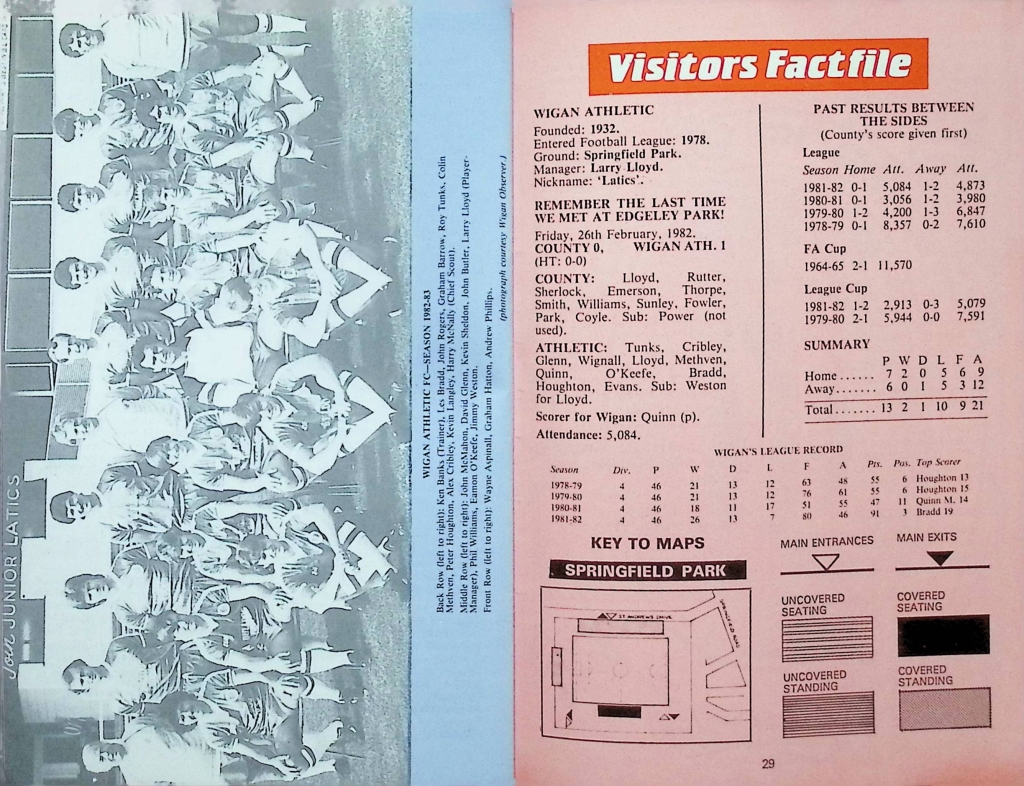 Join JUNIOR LATICS
WIGAN ATHLETIC FC—SEASON 1982-83
Back Row (left to right): Ken Banks (Trainer), Les Bradd, John Rogers, Graham Barrow, Roy Tunks, Colin
Methven, Peter Houghton, Alex Cribley, Kevin Langley, Harry McNally (Chief Scout).
Middle Row (left to right): John McMahon, David Glenn, Kevin Sheldon, John Butler, Larry Lloyd (Player-
Manager), Phil Williams, Eamon O'Keefe, Jimmy Weston.
Front Row (left to right): Wayne Aspinall, Graham Hatton, Andrew Phillips.
(photograph courtesy Wigan Observer.)
Visitors Factfile
WIGAN ATHLETIC
Founded: 1932.
Entered Football League: 1978.
Ground: Springfield Park.
Manager: Larry Lloyd.
Nickname: 'Latics'.
REMEMBER THE LAST TIME
WE MET AT EDGELEY PARK!
Friday, 26th February, 1982.
COUNTY 0, WIGAN ATH. 1
(HT: 0-0)
COUNTY: Lloyd, Rutter,
Sherlock, Emerson, Thorpe,
Smith, Williams, Sunley, Fowler,
Park, Coyle. Sub: Power (not
used).
ATHLETIC: Tunks, Cribley,
Glenn, Wignall, Lloyd, Methven,
Quinn, O'Keefe, Bradd,
Houghton, Evans. Sub: Weston
for Lloyd.
Scorer for Wigan: Quinn (p).
Attendance: 5,084.
PAST RESULTS BETWEEN
THE SIDES
(County's score given first)
League
Season Home Att. Away Att.
1981-82 0-1 5,084 1-2 4,873
1980-81 0-1 3,056 1-2 3,980
1979-80 1-2 4,200 1-3 6,847
1978-79 0-1 8,357 0-2 7,610
FA Cup
1964-65 2-1 11,570
League Cup
1981-82 1-2 2,913 0-3 5,079
1979-80 2-1 5,944 0-0 7,591
SUMMARY
P W D L F A
Home...... 7 2 0 5 6 9
Away....... 6 0 1 5 3 12
Total....... 13 2 1 10 9 21
WIGAN'S LEAGUE RECORD
Season Div. P W D L F A Pts. Pos. Top Scorer
1978-79 4 46 21 13 12 63 48 55 6 Houghton 13
1979-80 4 46 21 13 12 76 61 55 6 Houghton 15
1980-81 4 46 18 11 17 51 55 47 11 Quinn M. 14
1981-82 4 46 26 13 7 80 46 91 3 Bradd 19
KEY TO MAPS
SPRINGFIELD PARK
ST ANDREWS DRIVE
SPRINGFIELD ROAD
MAIN ENTRANCES
MAIN EXITS
UNCOVERED
SEATING
COVERED
SEATING
UNCOVERED
STANDING
COVERED
STANDING
29